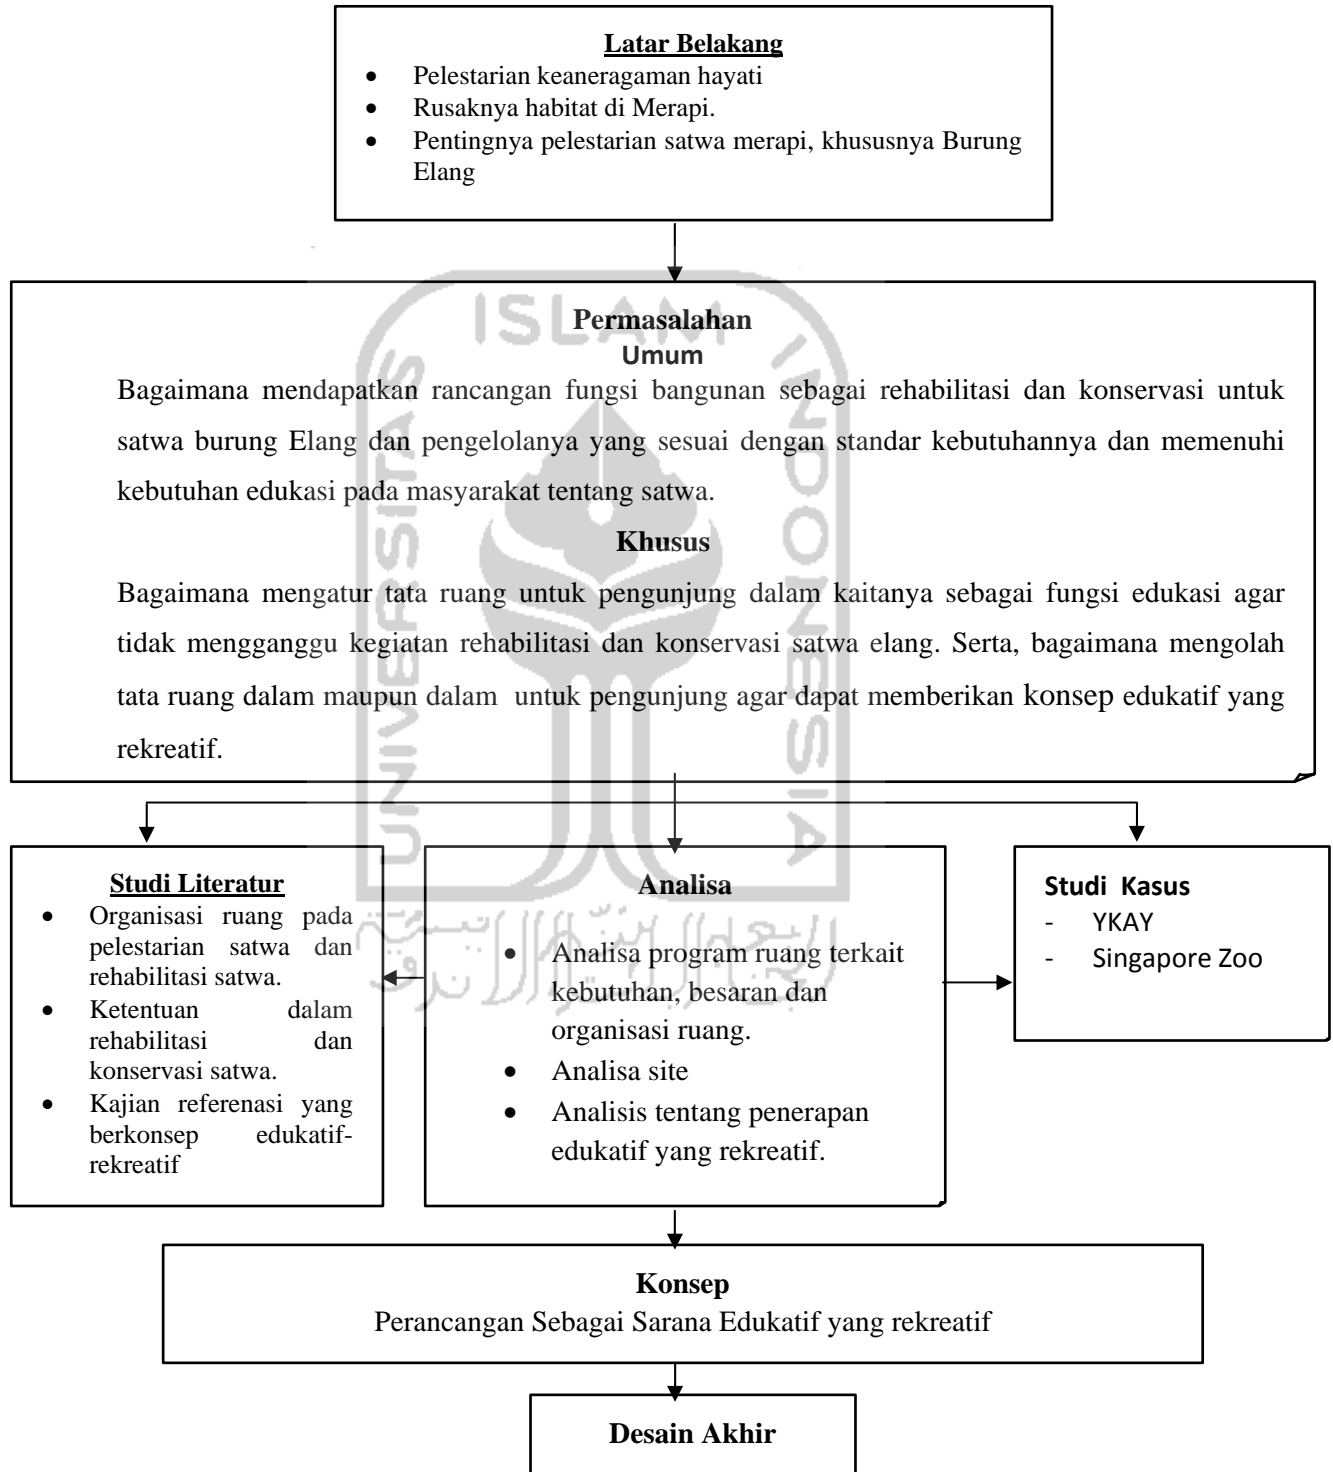 Latar Belakang
• Pelestarian keaneragaman hayati
• Rusaknya habitat di Merapi.
• Pentingnya pelestarian satwa merapi, khususnya Burung
Elang
Permasalahan
Umum
Bagaimana mendapatkan rancangan fungsi bangunan sebagai rehabilitasi dan konservasi untuk
satwa burung Elang dan pengelolanya yang sesuai dengan standar kebutuhannya dan memenuhi
kebutuhan edukasi pada masyarakat tentang satwa.
Khusus
Bagaimana mengatur tata ruang untuk pengunjung dalam kaitanya sebagai fungsi edukasi agar
tidak mengganggu kegiatan rehabilitasi dan konservasi satwa elang. Serta, bagaimana mengolah
tata ruang dalam maupun dalam  untuk pengunjung agar dapat memberikan konsep edukatif yang
rekreatif.
Studi Literatur
• Organisasi ruang pada
pelestarian satwa dan
rehabilitasi satwa.
• Ketentuan dalam
rehabilitasi dan
konservasi satwa.
• Kajian referenasi yang
berkonsep edukatif-
rekreatif
Analisa
• Analisa program ruang terkait
kebutuhan, besaran dan
organisasi ruang.
• Analisa site
• Analisis tentang penerapan
edukatif yang rekreatif.
Studi  Kasus
- YKAY
- Singapore Zoo
Konsep
Perancangan Sebagai Sarana Edukatif yang rekreatif
Desain Akhir
UNIVERSITAS
ISLAM
INDONESIA